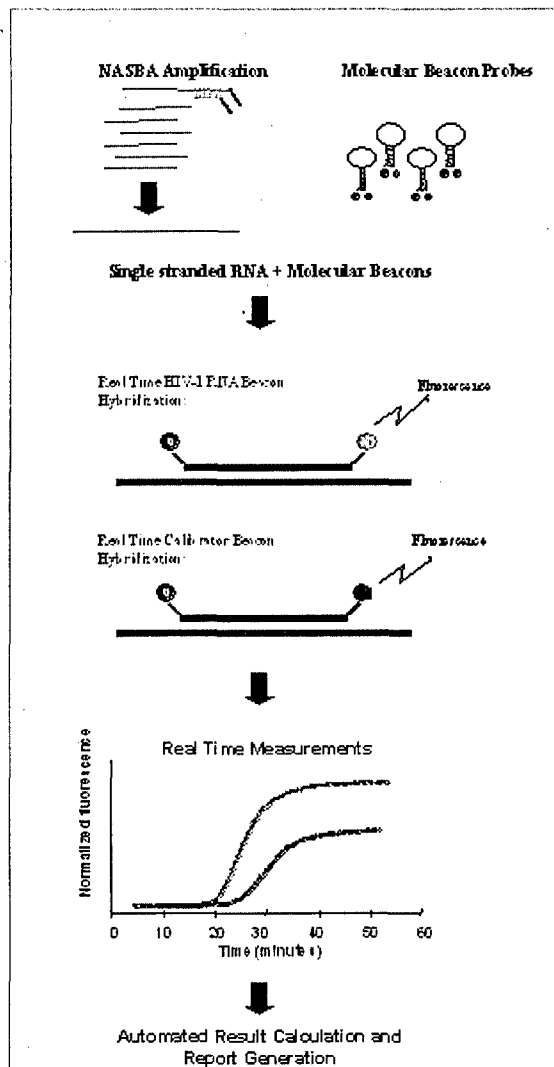 NASBA Amplification
Molecular Beacon Probes
Single stranded RNA + Molecular Beacons
Real Time HIV-1 RNA Beacon
Hybridization:
Fluorescence
Real Time Calibrator Beacon
Hybridization:
Fluorescence
Real Time Measurements
Normalized fluorescence
0 10 20 30 40 50 60
Time (minutes)
Automated Result Calculation and
Report Generation